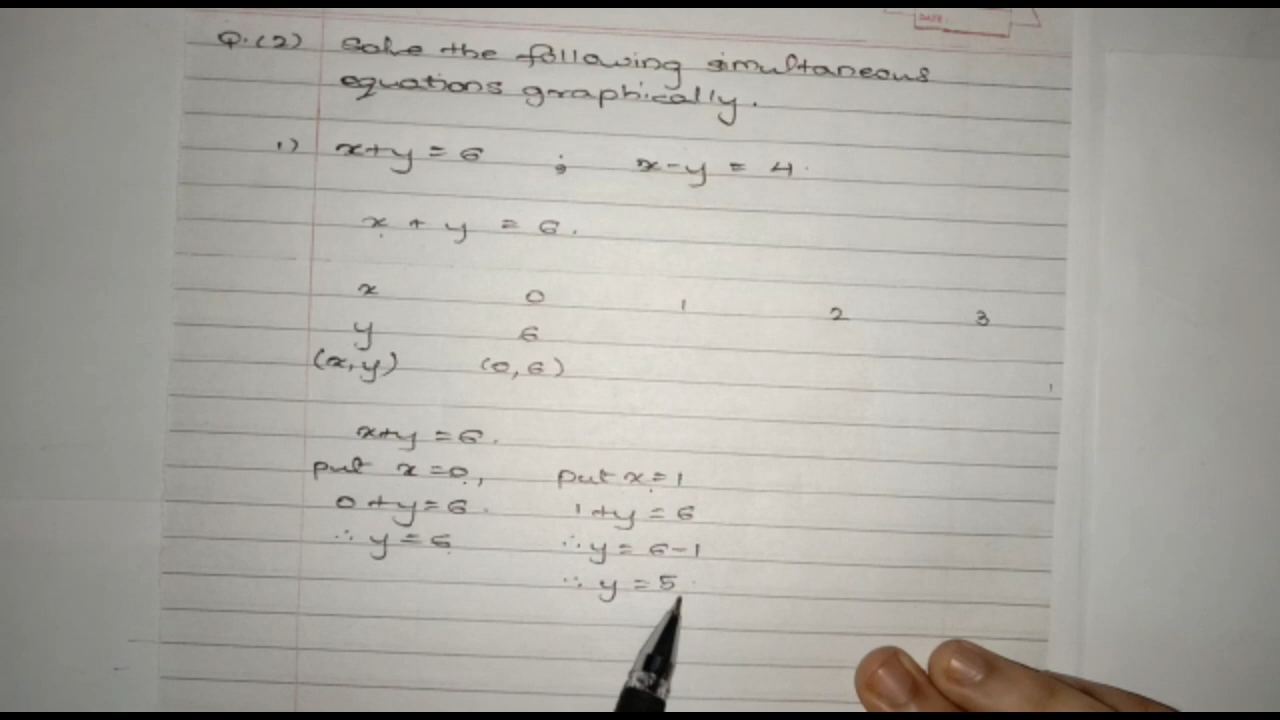 DATE:
Q.(2) Solve the following simultaneous
equations graphically.
1) x+y = 6 ; x-y = 4.
x + y = 6.
x 0 1 2 3
y 6
(x,y) (0,6)
x+y = 6.
put x = 0, put x = 1
0+y = 6. 1+y = 6
∴ y = 6 ∴ y = 6-1
∴ y = 5